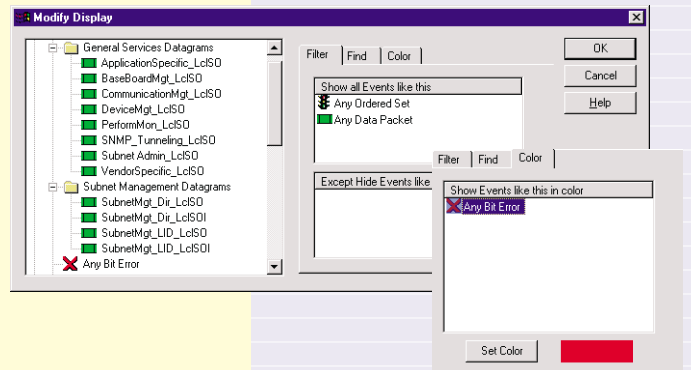 Modify Display
General Services Datagrams
ApplicationSpecific_LclSO
BaseBoardMgt_LclSO
CommunicationMgt_LclSO
DeviceMgt_LclSO
PerformMon_LclSO
SNMP_Tunneling_LclSO
Subnet Admin_LclSO
VendorSpecific_LclSO
Subnet Management Datagrams
SubnetMgt_Dir_LclSO
SubnetMgt_Dir_LclSOI
SubnetMgt_LID_LclSO
SubnetMgt_LID_LclSOI
Any Bit Error
Filter Find Color
Show all Events like this
Any Ordered Set
Any Data Packet
Except Hide Events like
OK
Cancel
Help
Filter Find Color
Show Events like this in color
Any Bit Error
Set Color